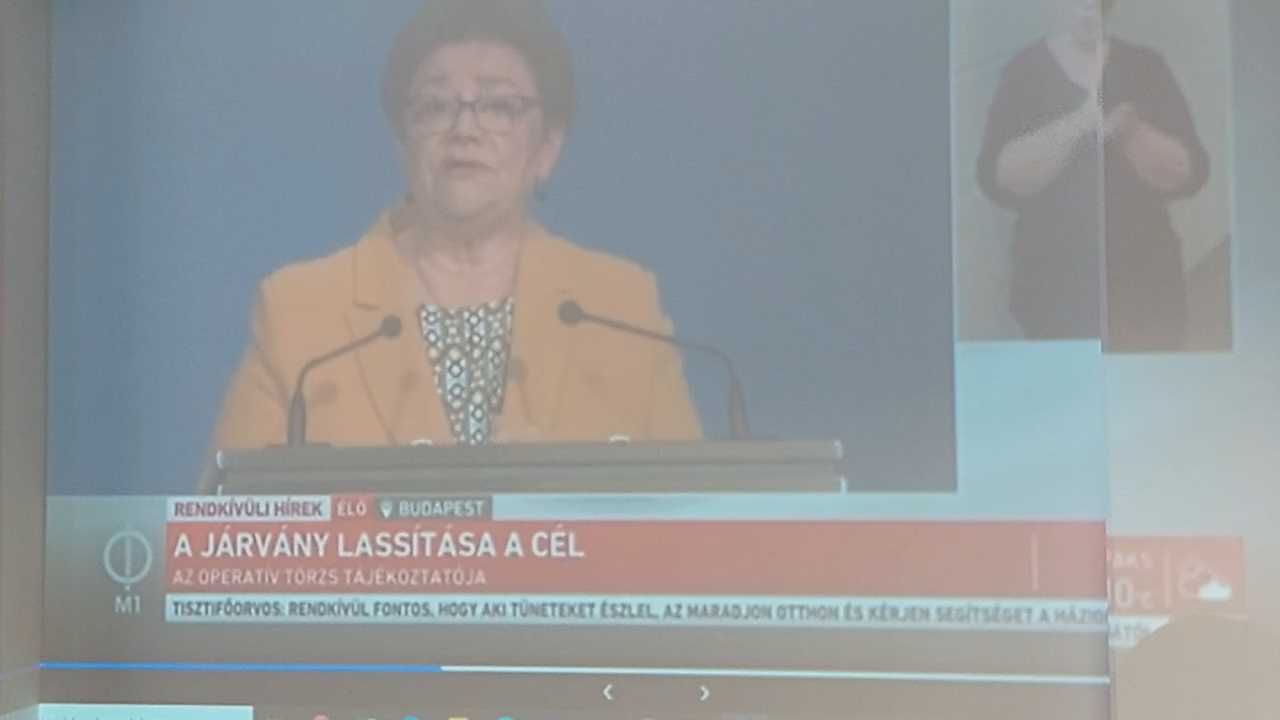 RENDKÍVÜLI HÍREK ÉLŐ BUDAPEST
A JÁRVÁNY LASSÍTÁSA A CÉL
AZ OPERATÍV TÖRZS TÁJÉKOZTATÓJA
M1
TISZTIFŐORVOS: RENDKÍVÜL FONTOS, HOGY AKI TÜNETEKET ÉSZLEL, AZ MARADJON OTTHON ÉS KÉRJEN SEGÍTSÉGET A